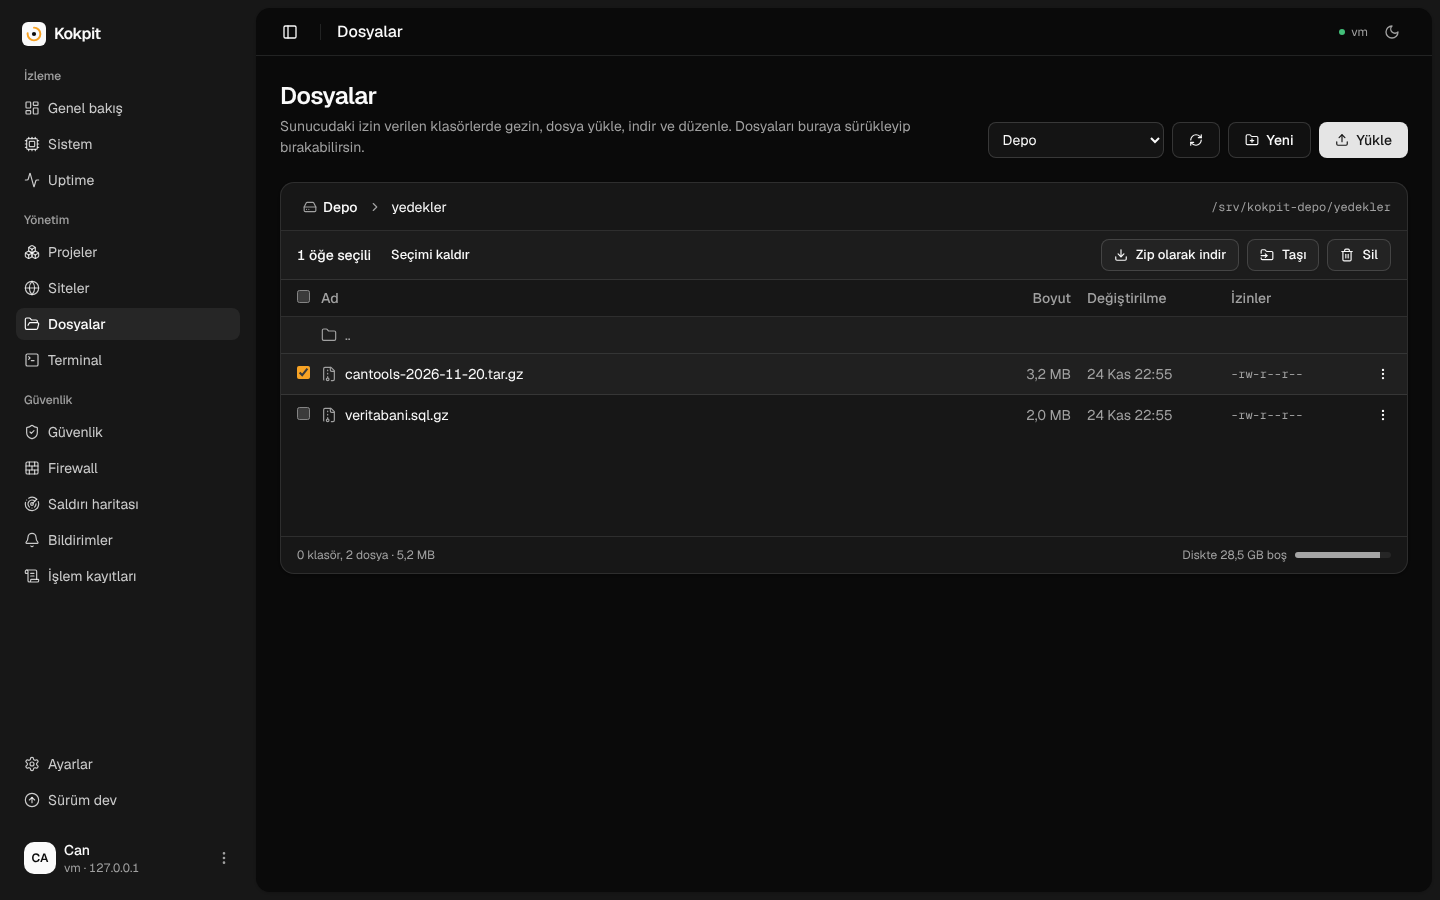 Kokpit
İzleme
Genel bakış
Sistem
Uptime
Yönetim
Projeler
Siteler
Dosyalar
Terminal
Güvenlik
Güvenlik
Firewall
Saldırı haritası
Bildirimler
İşlem kayıtları
Ayarlar
Sürüm dev
CA
Can
vm · 127.0.0.1
Dosyalar
vm
Dosyalar
Sunucudaki izin verilen klasörlerde gezin, dosya yükle, indir ve düzenle. Dosyaları buraya sürükleyip
bırakabilirsin.
Depo
Yeni
Yükle
Depo > yedekler
/srv/kokpit-depo/yedekler
1 öğe seçili Seçimi kaldır
Zip olarak indir Taşı Sil
Ad Boyut Değiştirilme İzinler
..
cantools-2026-11-20.tar.gz 3,2 MB 24 Kas 22:55 -rw-r--r--
veritabani.sql.gz 2,0 MB 24 Kas 22:55 -rw-r--r--
0 klasör, 2 dosya · 5,2 MB
Diskte 28,5 GB boş